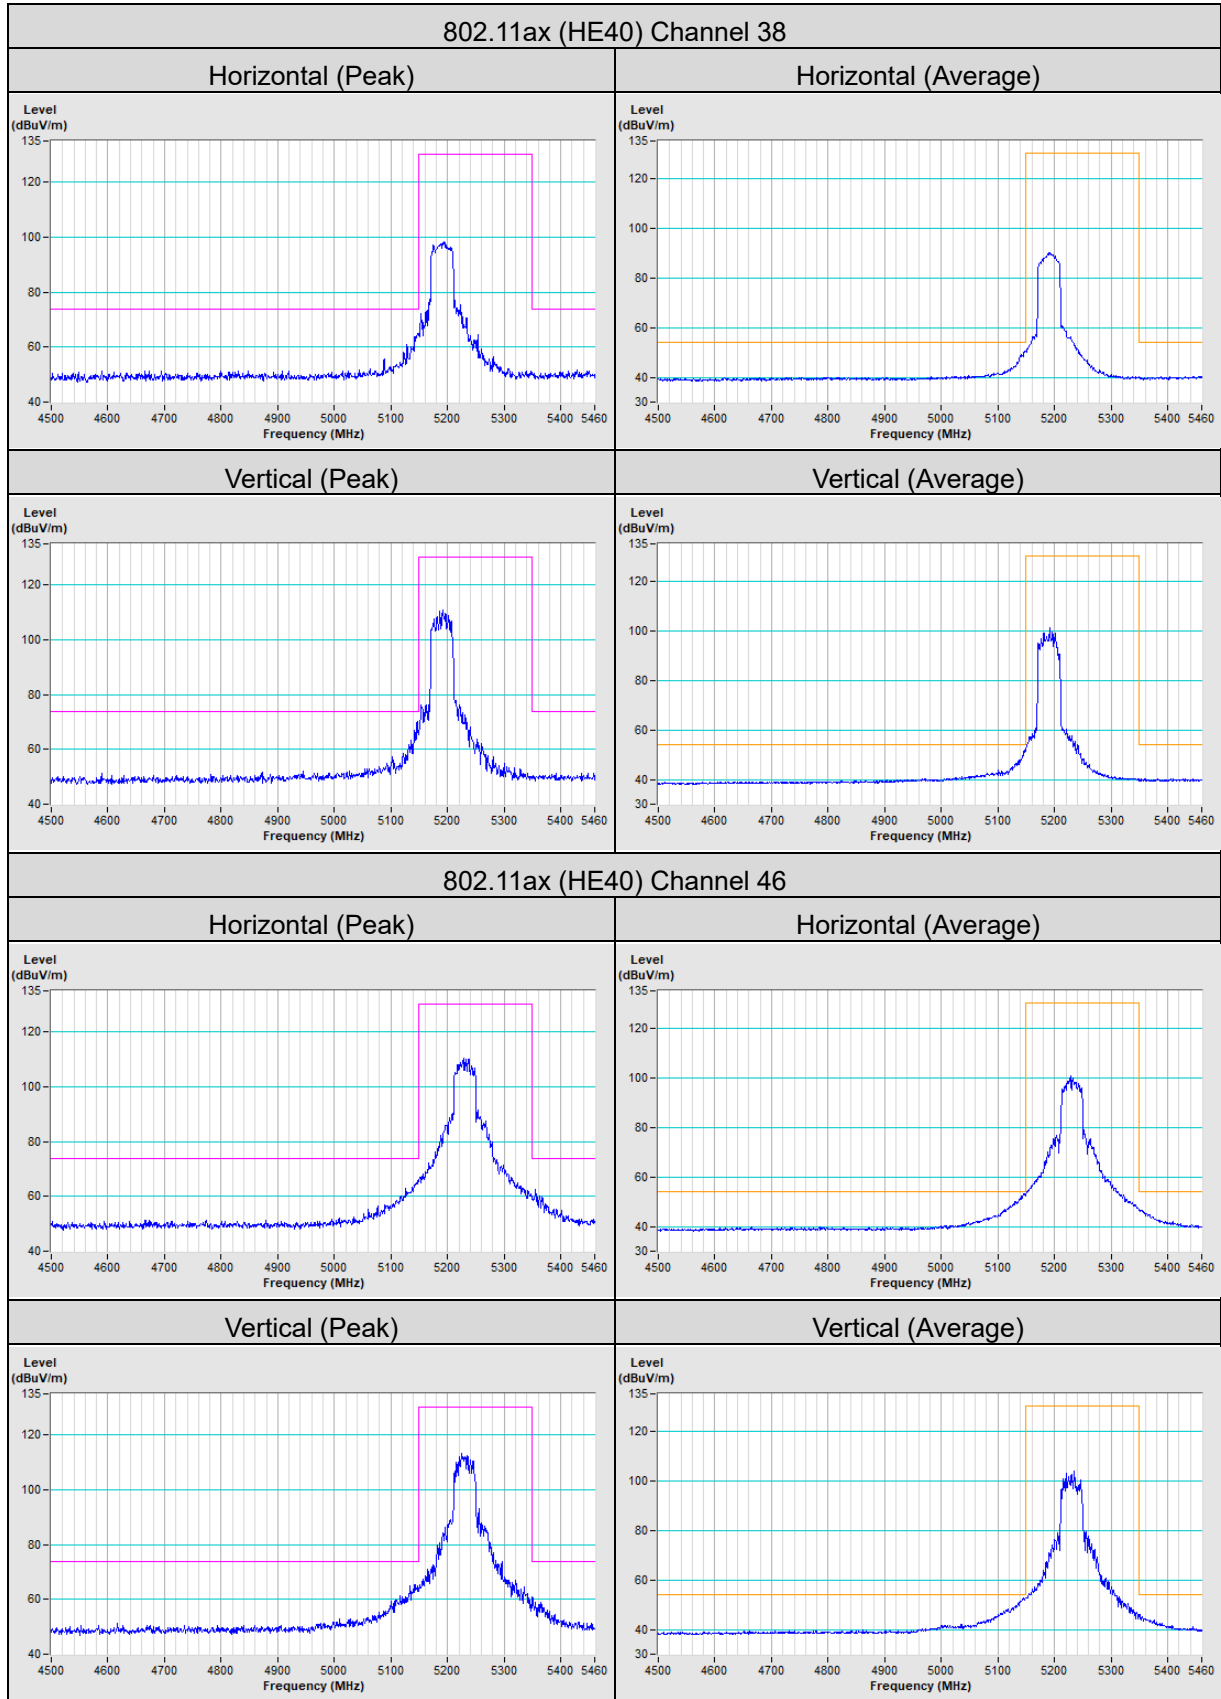 802.11ax (HE40) Channel 38
Horizontal (Peak) Horizontal (Average)
Level
(dBuV/m)
135
120
100
80
60
40
4500 4600 4700 4800 4900 5000 5100 5200 5300 5400 5460
Frequency (MHz)
Level
(dBuV/m)
135
120
100
80
60
40
30
4500 4600 4700 4800 4900 5000 5100 5200 5300 5400 5460
Frequency (MHz)
Vertical (Peak) Vertical (Average)
Level
(dBuV/m)
135
120
100
80
60
40
4500 4600 4700 4800 4900 5000 5100 5200 5300 5400 5460
Frequency (MHz)
Level
(dBuV/m)
135
120
100
80
60
40
30
4500 4600 4700 4800 4900 5000 5100 5200 5300 5400 5460
Frequency (MHz)
802.11ax (HE40) Channel 46
Horizontal (Peak) Horizontal (Average)
Level
(dBuV/m)
135
120
100
80
60
40
4500 4600 4700 4800 4900 5000 5100 5200 5300 5400 5460
Frequency (MHz)
Level
(dBuV/m)
135
120
100
80
60
40
30
4500 4600 4700 4800 4900 5000 5100 5200 5300 5400 5460
Frequency (MHz)
Vertical (Peak) Vertical (Average)
Level
(dBuV/m)
135
120
100
80
60
40
4500 4600 4700 4800 4900 5000 5100 5200 5300 5400 5460
Frequency (MHz)
Level
(dBuV/m)
135
120
100
80
60
40
30
4500 4600 4700 4800 4900 5000 5100 5200 5300 5400 5460
Frequency (MHz)